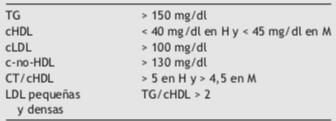 TG > 150 mg/dl
cHDL < 40 mg/dl en H y < 45 mg/dl en M
cLDL > 100 mg/dl
c-no-HDL > 130 mg/dl
CT/cHDL > 5 en H y > 4,5 en M
LDL pequeñas TG/cHDL > 2
y densas